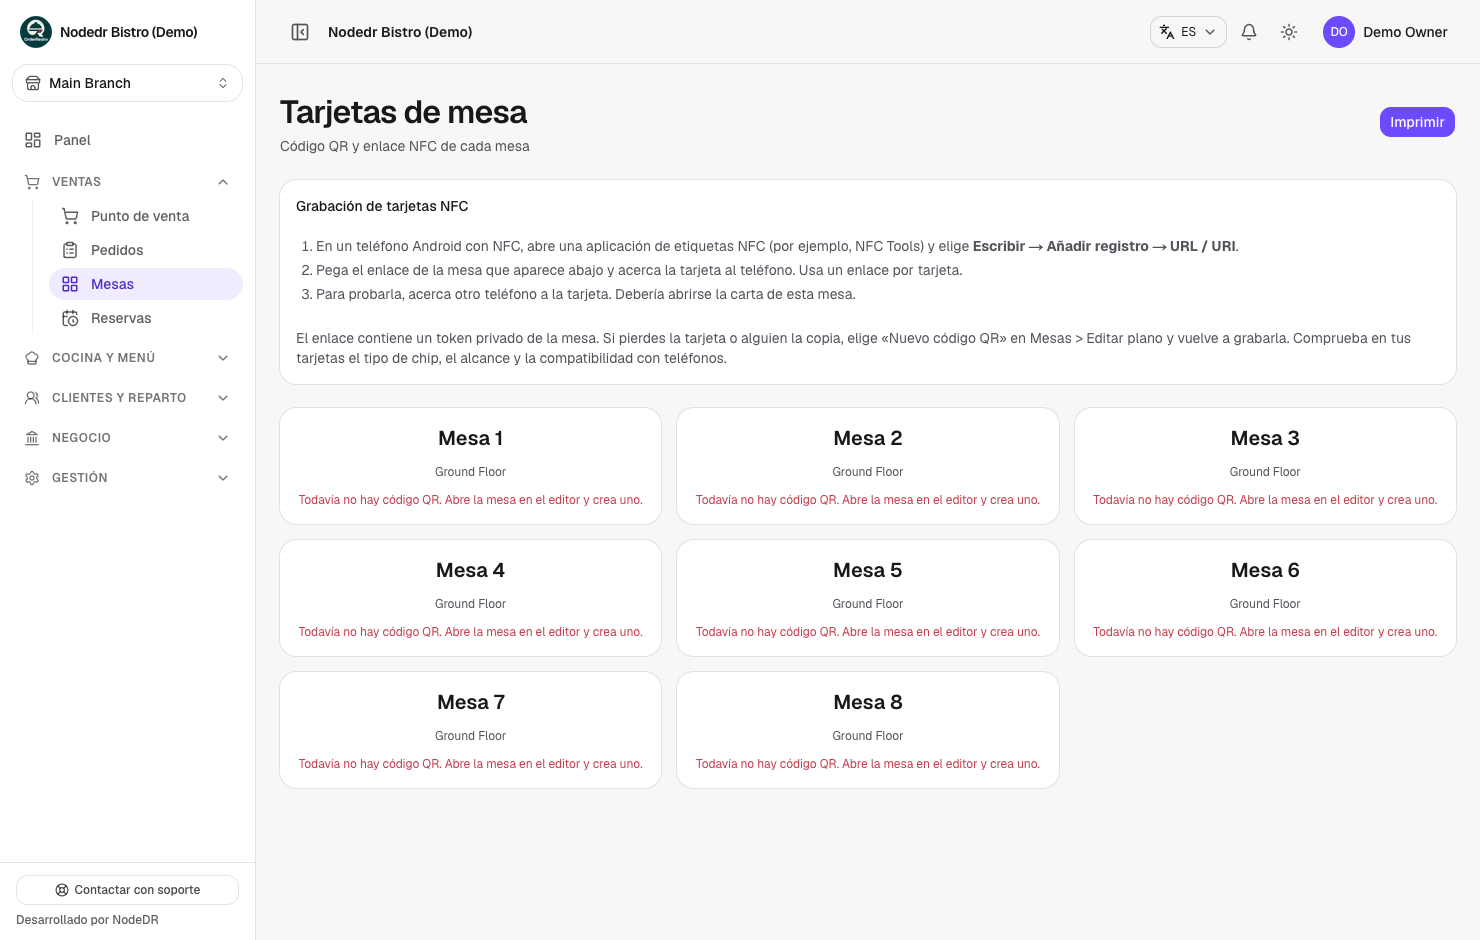 Nodedr Bistro (Demo)
Main Branch
Panel
VENTAS
Punto de venta
Pedidos
Mesas
Reservas
COCINA Y MENÚ
CLIENTES Y REPARTO
NEGOCIO
GESTIÓN
Contactar con soporte
Desarrollado por NodeDR
Nodedr Bistro (Demo)
ES
DO
Demo Owner
Tarjetas de mesa
Código QR y enlace NFC de cada mesa
Imprimir
Grabación de tarjetas NFC
1. En un teléfono Android con NFC, abre una aplicación de etiquetas NFC (por ejemplo, NFC Tools) y elige Escribir → Añadir registro → URL / URI.
2. Pega el enlace de la mesa que aparece abajo y acerca la tarjeta al teléfono. Usa un enlace por tarjeta.
3. Para probarla, acerca otro teléfono a la tarjeta. Debería abrirse la carta de esta mesa.
El enlace contiene un token privado de la mesa. Si pierdes la tarjeta o alguien la copia, elige «Nuevo código QR» en Mesas > Editar plano y vuelve a grabarla. Comprueba en tus
tarjetas el tipo de chip, el alcance y la compatibilidad con teléfonos.
Mesa 1
Ground Floor
Todavía no hay código QR. Abre la mesa en el editor y crea uno.
Mesa 2
Ground Floor
Todavía no hay código QR. Abre la mesa en el editor y crea uno.
Mesa 3
Ground Floor
Todavía no hay código QR. Abre la mesa en el editor y crea uno.
Mesa 4
Ground Floor
Todavía no hay código QR. Abre la mesa en el editor y crea uno.
Mesa 5
Ground Floor
Todavía no hay código QR. Abre la mesa en el editor y crea uno.
Mesa 6
Ground Floor
Todavía no hay código QR. Abre la mesa en el editor y crea uno.
Mesa 7
Ground Floor
Todavía no hay código QR. Abre la mesa en el editor y crea uno.
Mesa 8
Ground Floor
Todavía no hay código QR. Abre la mesa en el editor y crea uno.